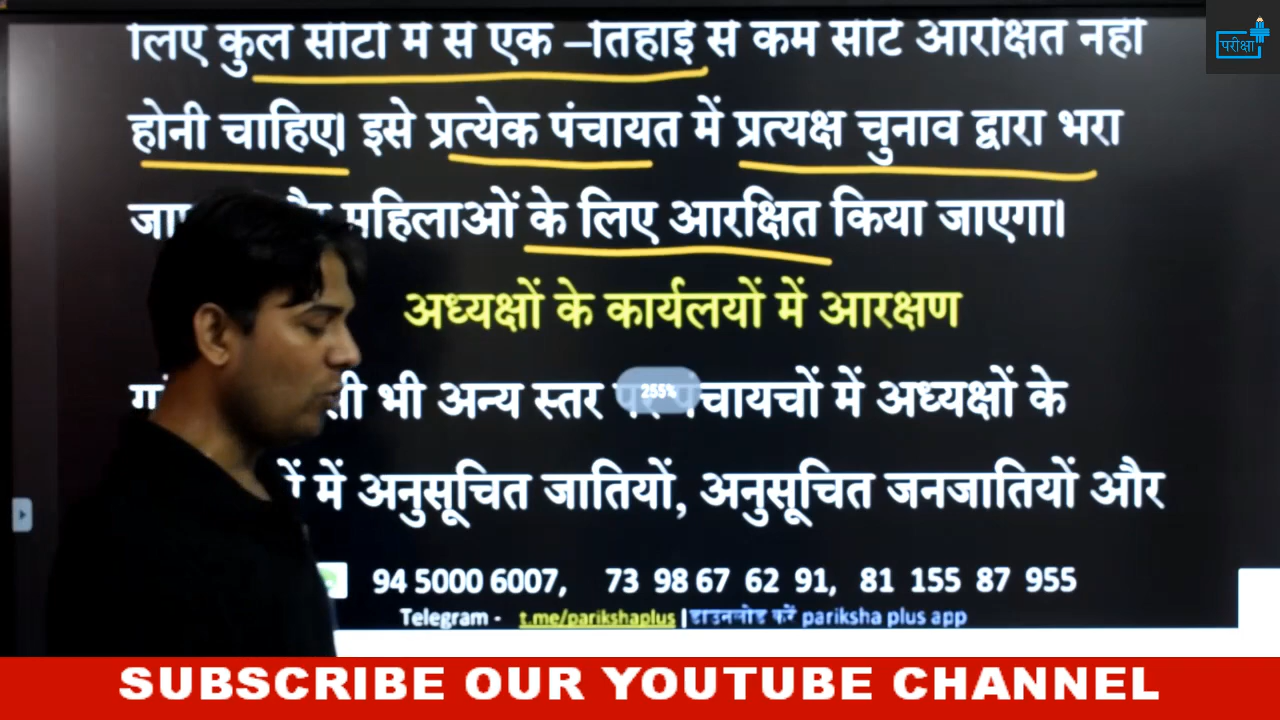 लिए कुल सीटों में से एक –तिहाई से कम सीटें आरक्षित नहीं
परीक्षा
होनी चाहिए। इसे प्रत्येक पंचायत में प्रत्यक्ष चुनाव द्वारा भरा
महिलाओं के लिए आरक्षित किया जाएगा।
अध्यक्षों के कार्यलयों में आरक्षण
भी अन्य स्तर में अध्यक्षों के
255%
में अनुसूचित जातियों, अनुसूचित जनजातियों और
94 5000 6007, 73 98 67 62 91, 81 155 87 955
Telegram - t.me/parikshaplus | डाउनलोड करें pariksha plus app
SUBSCRIBE OUR YOUTUBE CHANNEL